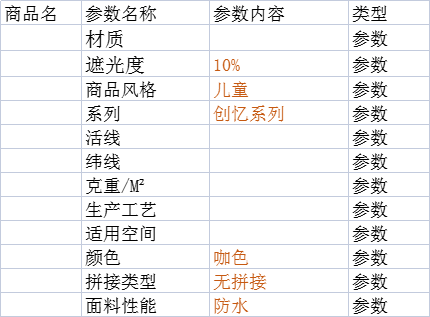 商品名 参数名称 参数内容 类型
材质 参数
遮光度 10% 参数
商品风格 儿童 参数
系列 创忆系列 参数
活线 参数
纬线 参数
克重/M² 参数
生产工艺 参数
适用空间 参数
颜色 咖色 参数
拼接类型 无拼接 参数
面料性能 防水 参数